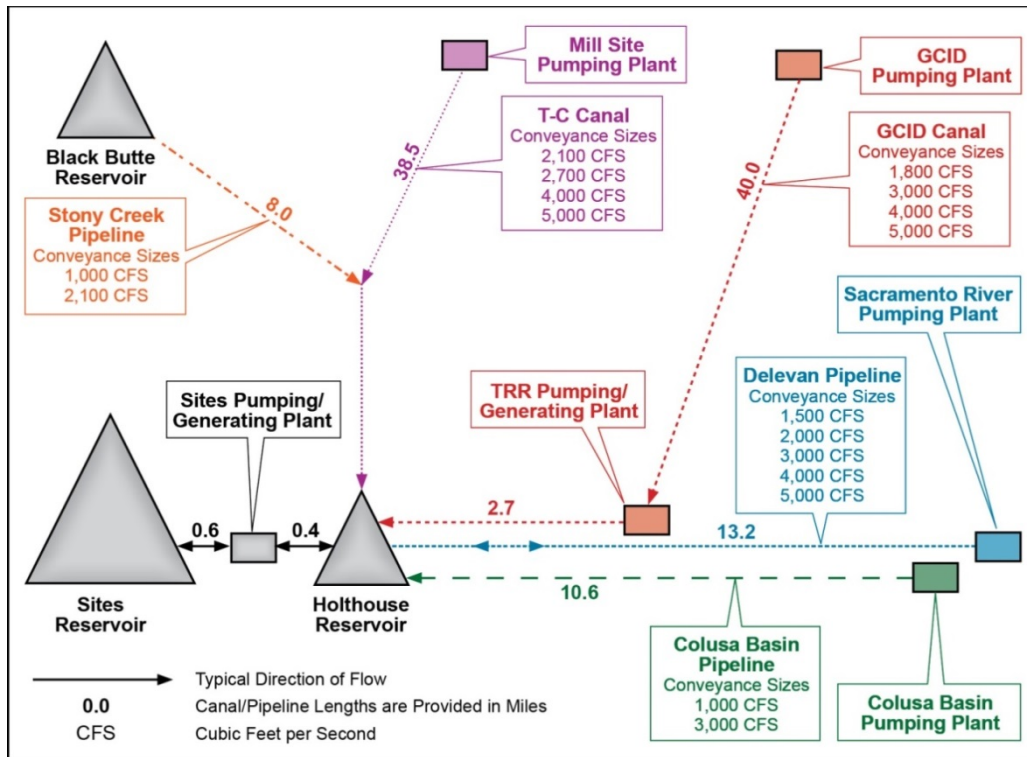 Mill Site
Pumping Plant
GCID
Pumping Plant
Black Butte
Reservoir
T-C Canal
Conveyance Sizes
2,100 CFS
2,700 CFS
4,000 CFS
5,000 CFS
38.5
GCID Canal
Conveyance Sizes
1,800 CFS
3,000 CFS
4,000 CFS
5,000 CFS
40.0
8.0
Stony Creek
Pipeline
Conveyance Sizes
1,000 CFS
2,100 CFS
Sacramento River
Pumping Plant
Sites Pumping/
Generating Plant
TRR Pumping/
Generating Plant
Delevan Pipeline
Conveyance Sizes
1,500 CFS
2,000 CFS
3,000 CFS
4,000 CFS
5,000 CFS
2.7
0.6
0.4
13.2
10.6
Sites
Reservoir
Holthouse
Reservoir
Colusa Basin
Pipeline
Conveyance Sizes
1,000 CFS
3,000 CFS
Colusa Basin
Pumping Plant
Typical Direction of Flow
0.0 Canal/Pipeline Lengths are Provided in Miles
CFS Cubic Feet per Second